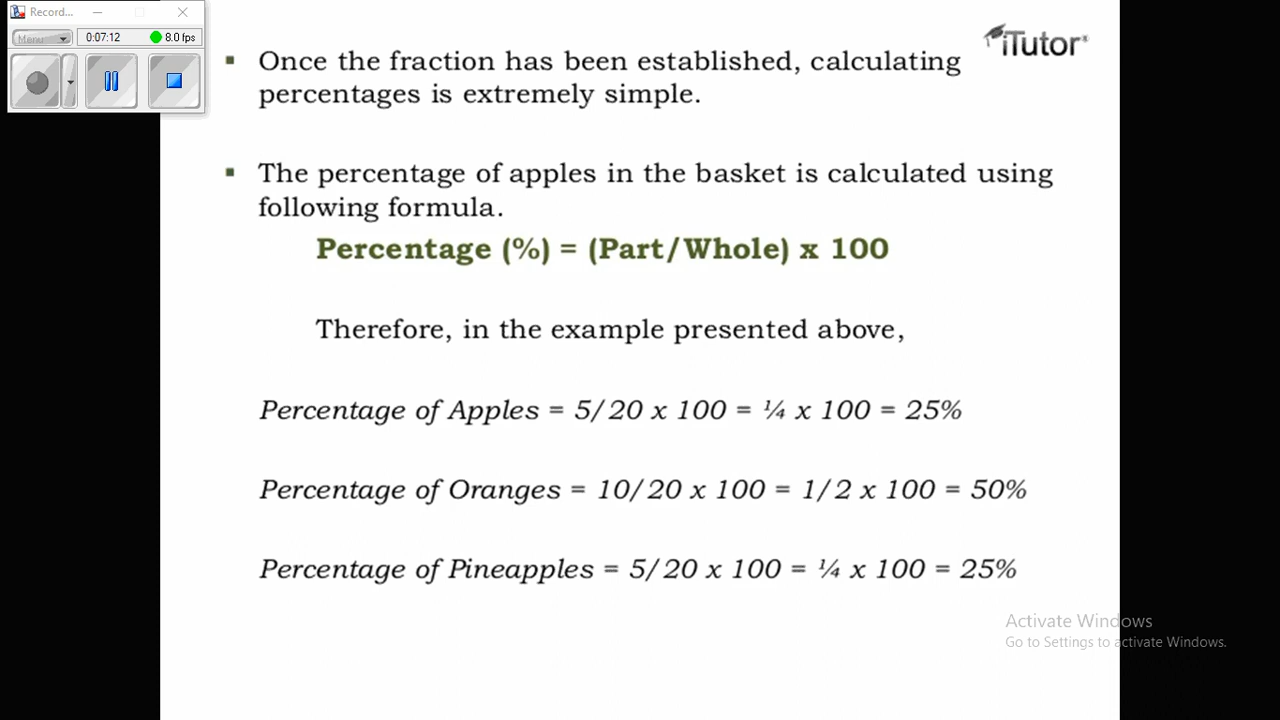 Record...
Menu
0:07:12
8.0 fps
iTutor
▪ Once the fraction has been established, calculating
percentages is extremely simple.
▪ The percentage of apples in the basket is calculated using
following formula.
Percentage (%) = (Part/Whole) x 100
Therefore, in the example presented above,
Percentage of Apples = 5/20 x 100 = ¼ x 100 = 25%
Percentage of Oranges = 10/20 x 100 = 1/2 x 100 = 50%
Percentage of Pineapples = 5/20 x 100 = ¼ x 100 = 25%
Activate Windows
Go to Settings to activate Windows.